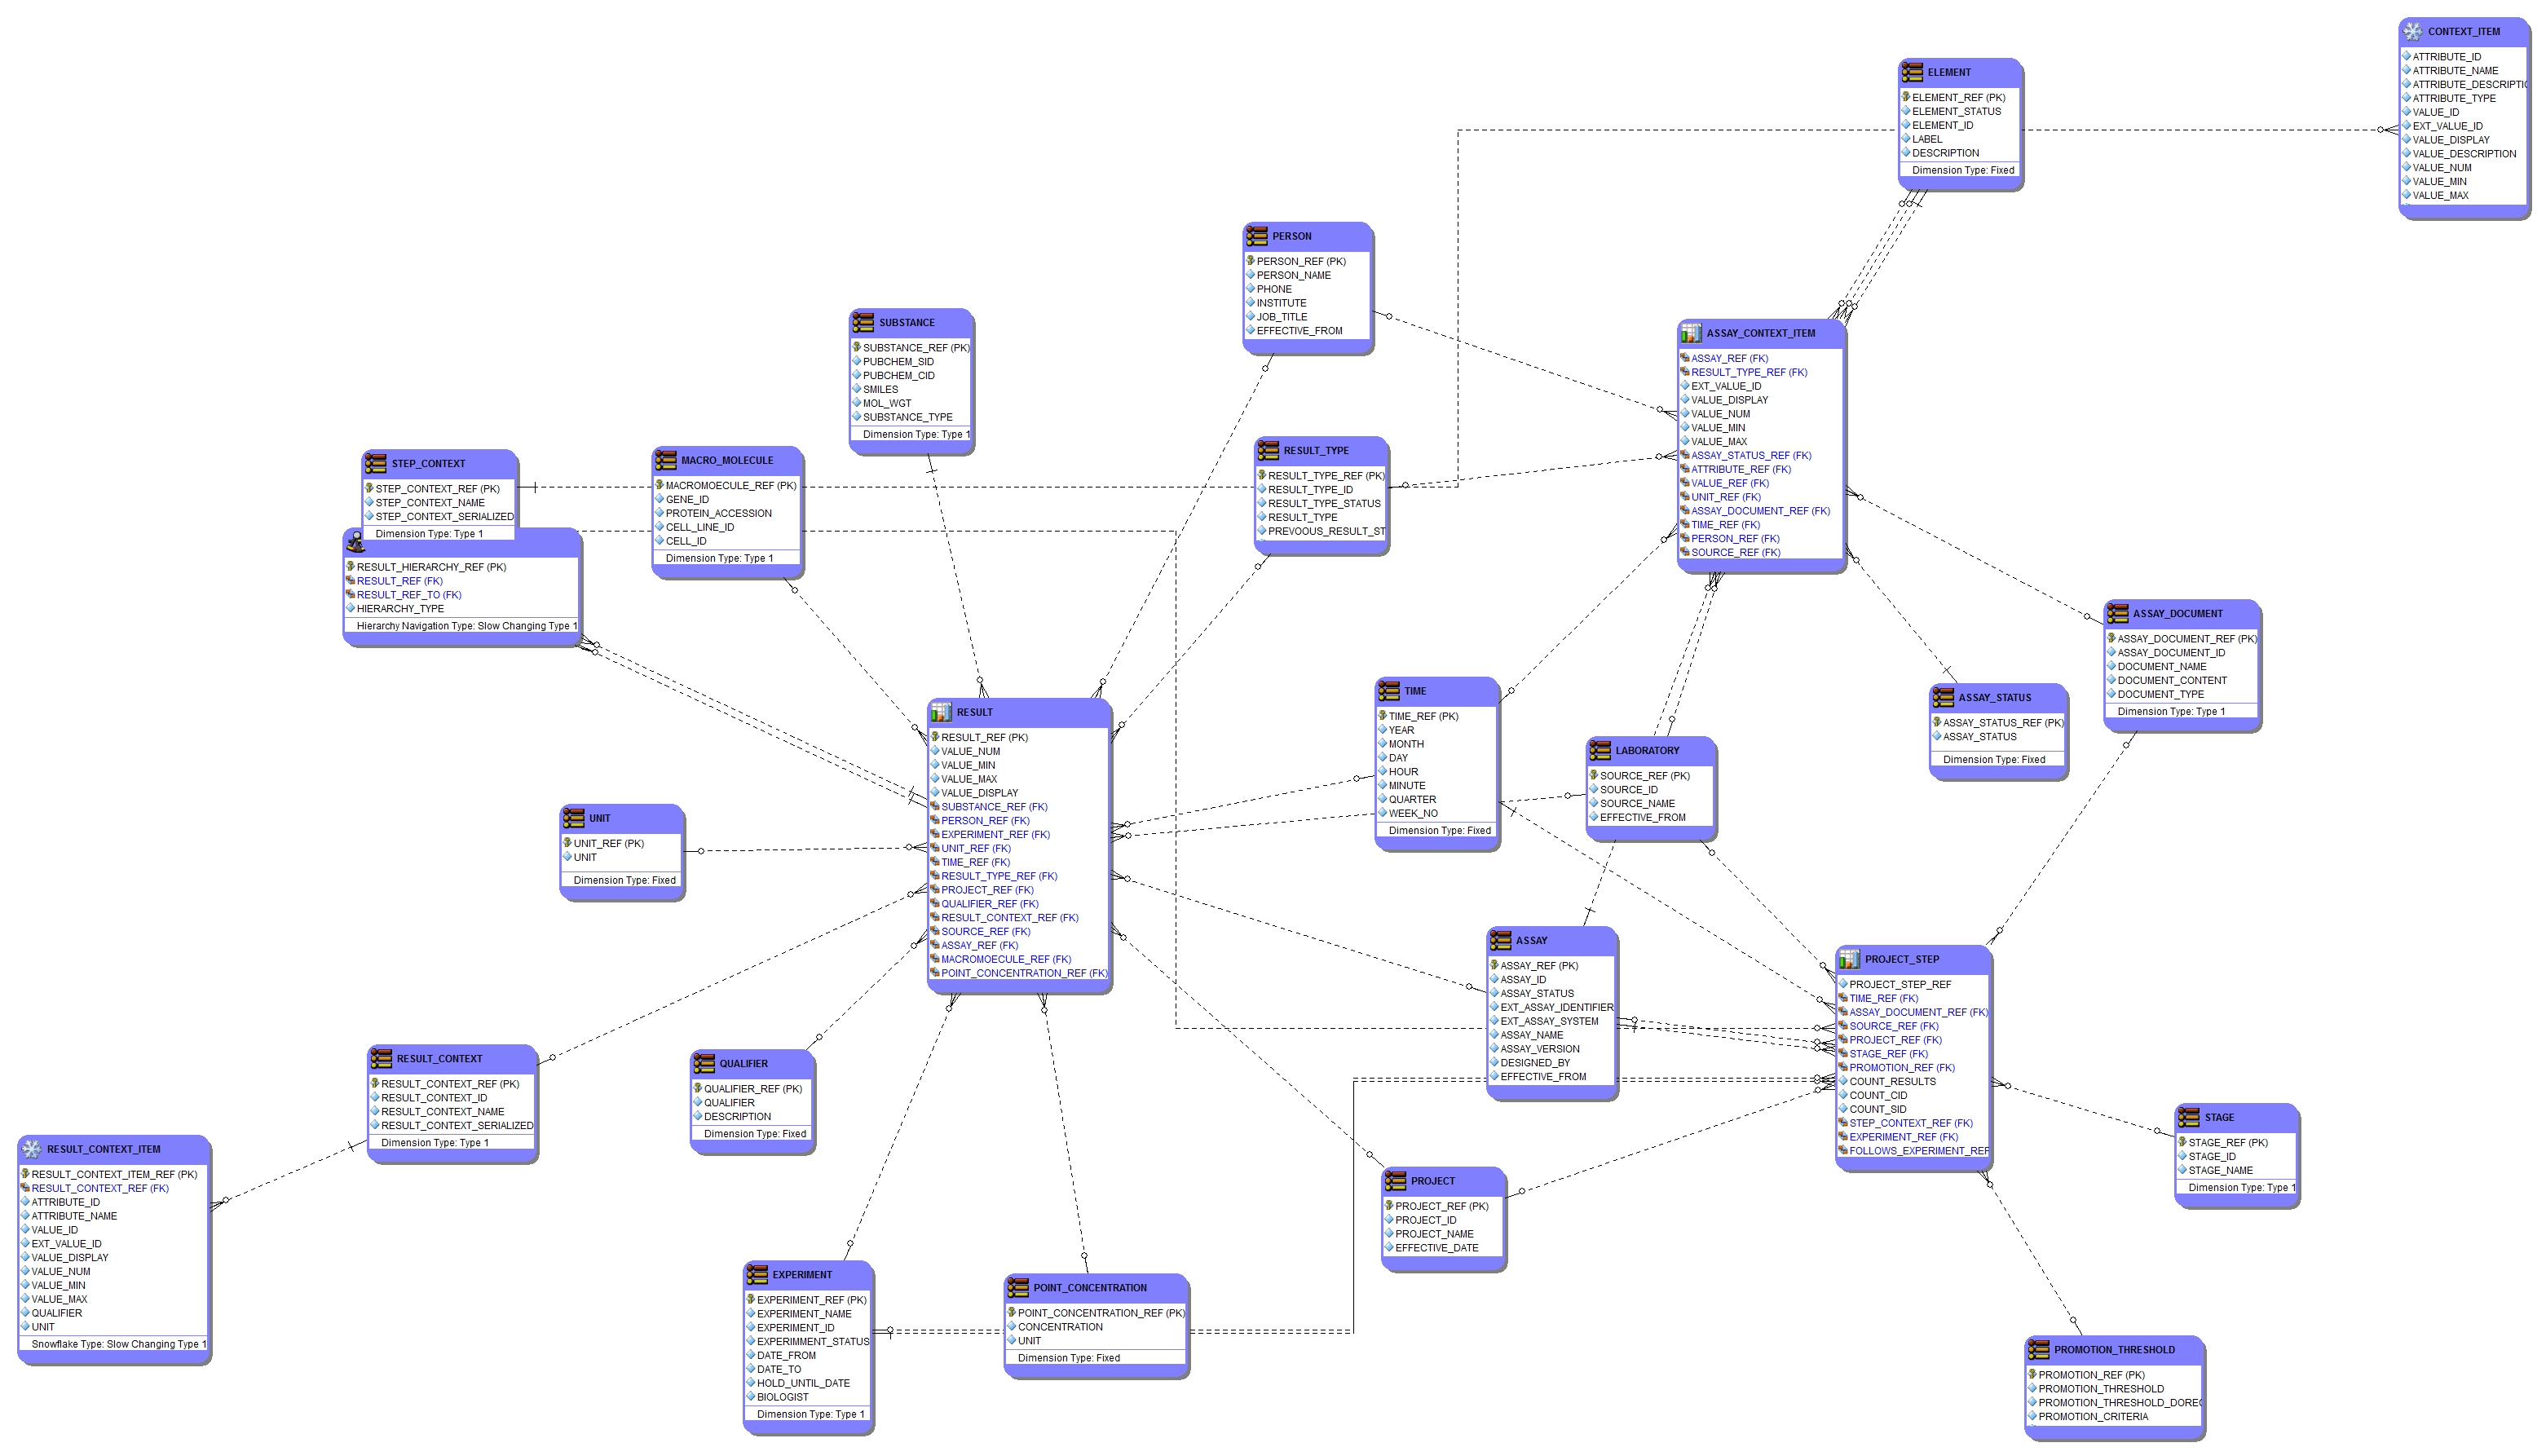 CONTEXT_ITEM
ATTRIBUTE_ID
ATTRIBUTE_NAME
ATTRIBUTE_DESCRIPTI
ATTRIBUTE_TYPE
VALUE_ID
EXT_VALUE_ID
VALUE_DISPLAY
VALUE_DESCRIPTION
VALUE_NUM
VALUE_MIN
VALUE_MAX
ELEMENT
ELEMENT_REF (PK)
ELEMENT_STATUS
ELEMENT_ID
LABEL
DESCRIPTION
Dimension Type: Fixed
PERSON
PERSON_REF (PK)
PERSON_NAME
PHONE
INSTITUTE
JOB_TITLE
EFFECTIVE_FROM
SUBSTANCE
SUBSTANCE_REF (PK)
PUBCHEM_SID
PUBCHEM_CID
SMILES
MOL_WGT
SUBSTANCE_TYPE
Dimension Type: Type 1
ASSAY_CONTEXT_ITEM
ASSAY_REF (FK)
RESULT_TYPE_REF (FK)
EXT_VALUE_ID
VALUE_DISPLAY
VALUE_NUM
VALUE_MIN
VALUE_MAX
ASSAY_STATUS_REF (FK)
ATTRIBUTE_REF (FK)
VALUE_REF (FK)
UNIT_REF (FK)
ASSAY_DOCUMENT_REF (FK)
TIME_REF (FK)
PERSON_REF (FK)
SOURCE_REF (FK)
STEP_CONTEXT
STEP_CONTEXT_REF (PK)
STEP_CONTEXT_NAME
STEP_CONTEXT_SERIALIZED
Dimension Type: Type 1
RESULT_HIERARCHY_REF (PK)
RESULT_REF (FK)
RESULT_REF_TO (FK)
HIERARCHY_TYPE
Hierarchy Navigation Type: Slow Changing Type 1
MACRO_MOLECULE
MACROMOECULE_REF (PK)
GENE_ID
PROTEIN_ACCESSION
CELL_LINE_ID
CELL_ID
Dimension Type: Type 1
RESULT_TYPE
RESULT_TYPE_REF (PK)
RESULT_TYPE_ID
RESULT_TYPE_STATUS
RESULT_TYPE
PREVOOUS_RESULT_ST
ASSAY_DOCUMENT
ASSAY_DOCUMENT_REF (PK)
ASSAY_DOCUMENT_ID
DOCUMENT_NAME
DOCUMENT_CONTENT
DOCUMENT_TYPE
Dimension Type: Type 1
ASSAY_STATUS
ASSAY_STATUS_REF (PK)
ASSAY_STATUS
Dimension Type: Fixed
RESULT
RESULT_REF (PK)
VALUE_NUM
VALUE_MIN
VALUE_MAX
VALUE_DISPLAY
SUBSTANCE_REF (FK)
PERSON_REF (FK)
EXPERIMENT_REF (FK)
UNIT_REF (FK)
TIME_REF (FK)
RESULT_TYPE_REF (FK)
PROJECT_REF (FK)
QUALIFIER_REF (FK)
RESULT_CONTEXT_REF (FK)
SOURCE_REF (FK)
ASSAY_REF (FK)
MACROMOECULE_REF (FK)
POINT_CONCENTRATION_REF (FK)
TIME
TIME_REF (PK)
YEAR
MONTH
DAY
HOUR
MINUTE
QUARTER
WEEK_NO
Dimension Type: Fixed
LABORATORY
SOURCE_REF (PK)
SOURCE_ID
SOURCE_NAME
EFFECTIVE_FROM
UNIT
UNIT_REF (PK)
UNIT
Dimension Type: Fixed
ASSAY
ASSAY_REF (PK)
ASSAY_ID
ASSAY_STATUS
EXT_ASSAY_IDENTIFIER
EXT_ASSAY_SYSTEM
ASSAY_NAME
ASSAY_VERSION
DESIGNED_BY
EFFECTIVE_FROM
PROJECT_STEP
PROJECT_STEP_REF
TIME_REF (FK)
ASSAY_DOCUMENT_REF (FK)
SOURCE_REF (FK)
PROJECT_REF (FK)
STAGE_REF (FK)
PROMOTION_REF (FK)
COUNT_RESULTS
COUNT_CID
COUNT_SID
STEP_CONTEXT_REF (FK)
EXPERIMENT_REF (FK)
FOLLOWS_EXPERIMENT_REF
RESULT_CONTEXT
RESULT_CONTEXT_REF (PK)
RESULT_CONTEXT_ID
RESULT_CONTEXT_NAME
RESULT_CONTEXT_SERIALIZED
Dimension Type: Type 1
QUALIFIER
QUALIFIER_REF (PK)
QUALIFIER
DESCRIPTION
Dimension Type: Fixed
STAGE
STAGE_REF (PK)
STAGE_ID
STAGE_NAME
Dimension Type: Type 1
RESULT_CONTEXT_ITEM
RESULT_CONTEXT_ITEM_REF (PK)
RESULT_CONTEXT_REF (FK)
ATTRIBUTE_ID
ATTRIBUTE_NAME
VALUE_ID
EXT_VALUE_ID
VALUE_DISPLAY
VALUE_NUM
VALUE_MIN
VALUE_MAX
QUALIFIER
UNIT
Snowflake Type: Slow Changing Type 1
PROJECT
PROJECT_REF (PK)
PROJECT_ID
PROJECT_NAME
EFFECTIVE_DATE
EXPERIMENT
EXPERIMENT_REF (PK)
EXPERIMENT_NAME
EXPERIMENT_ID
EXPERIMMENT_STATUS
DATE_FROM
DATE_TO
HOLD_UNTIL_DATE
BIOLOGIST
Dimension Type: Type 1
POINT_CONCENTRATION
POINT_CONCENTRATION_REF (PK)
CONCENTRATION
UNIT
Dimension Type: Fixed
PROMOTION_THRESHOLD
PROMOTION_REF (PK)
PROMOTION_THRESHOLD
PROMOTION_THRESHOLD_DOREC
PROMOTION_CRITERIA